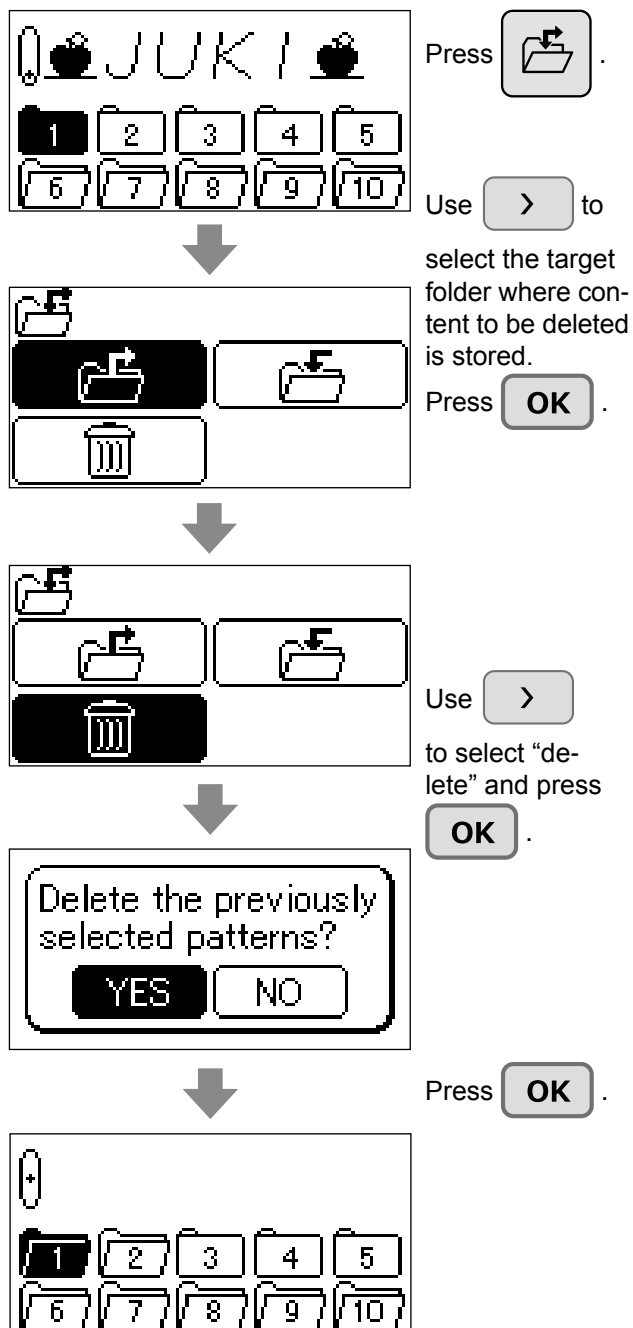 JUKI
1 2 3 4 5
6 7 8 9 10
Press .
Use > to
select the target
folder where con-
tent to be deleted
is stored.
Press OK .
Use >
to select “de-
lete” and press
OK .
Delete the previously
selected patterns?
YES NO
Press OK .
1 2 3 4 5
6 7 8 9 10